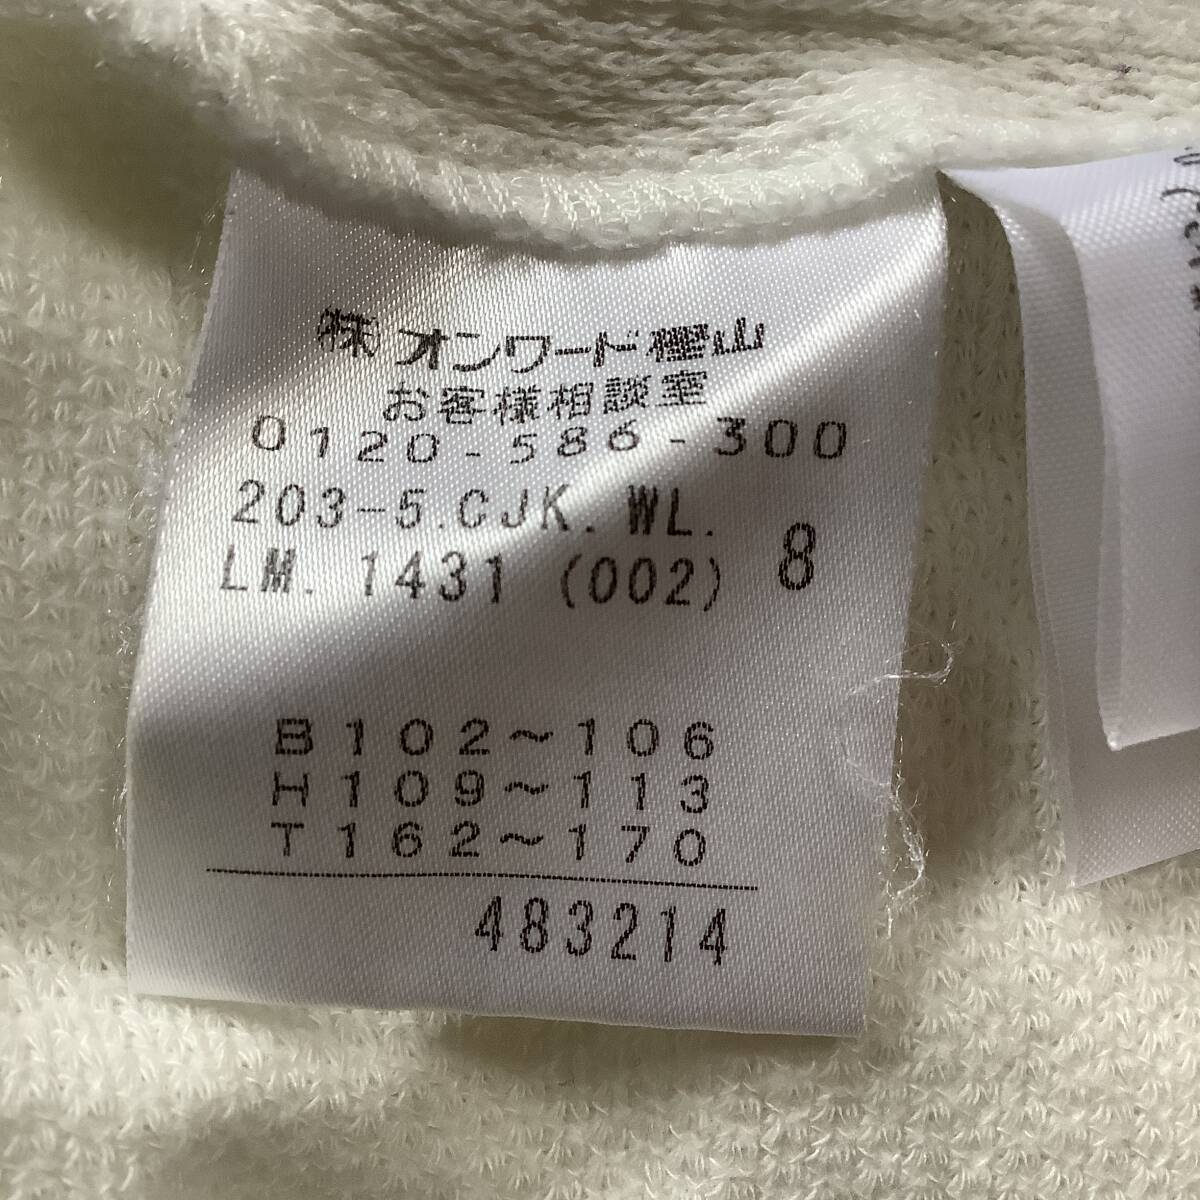 ㈱ オンワード樫山
お客様相談室
0120-586-300
203-5.CJK. WL.
LM. 1431 (002) 8
B102~106
H109~113
T162~170
483214